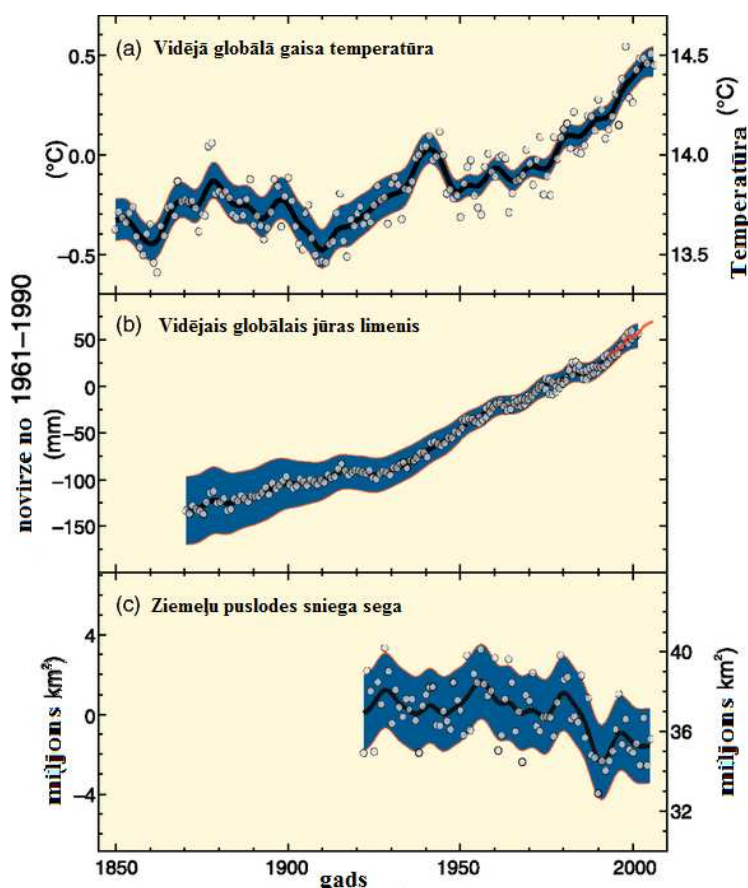 (a) Vidējā globālā gaisa temperatūra
0.5
0.0
−0.5
(°C)
14.5
14.0
13.5
Temperatūra (°C)
(b) Vidējais globālais jūras limenis
50
0
−50
−100
−150
(mm)
novirze no 1961−1990
(c) Ziemeļu puslodes sniega sega
4
0
−4
miljons km²
40
36
32
miljons km²
1850 1900 1950 2000
gads